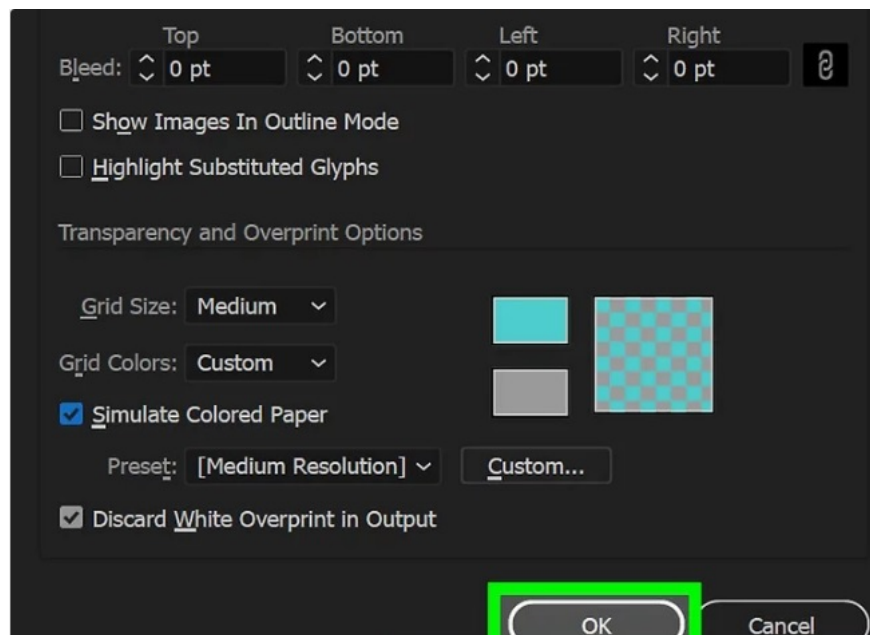 Top Bottom Left Right
Bleed: 0 pt 0 pt 0 pt 0 pt
Show Images In Outline Mode
Highlight Substituted Glyphs
Transparency and Overprint Options
Grid Size: Medium
Grid Colors: Custom
Simulate Colored Paper
Preset: [Medium Resolution] Custom...
Discard White Overprint in Output
OK Cancel